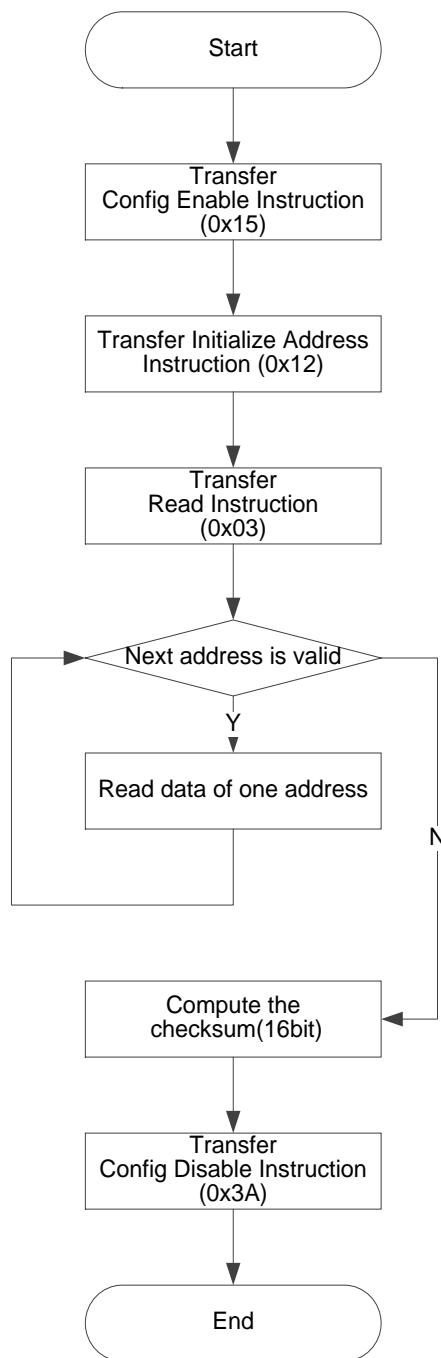 Start
Transfer
Config Enable Instruction
(0x15)
Transfer Initialize Address
Instruction (0x12)
Transfer
Read Instruction
(0x03)
Next address is valid
Y
Read data of one address
N
Compute the
checksum(16bit)
Transfer
Config Disable Instruction
(0x3A)
End